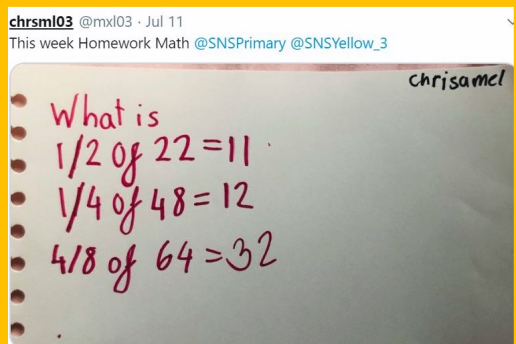 chrsml03 @mxl03 · Jul 11
This week Homework Math @SNSPrimary @SNSYellow_3
chrisamel
What is
1/2 of 22 = 11
1/4 of 48 = 12
4/8 of 64 = 32